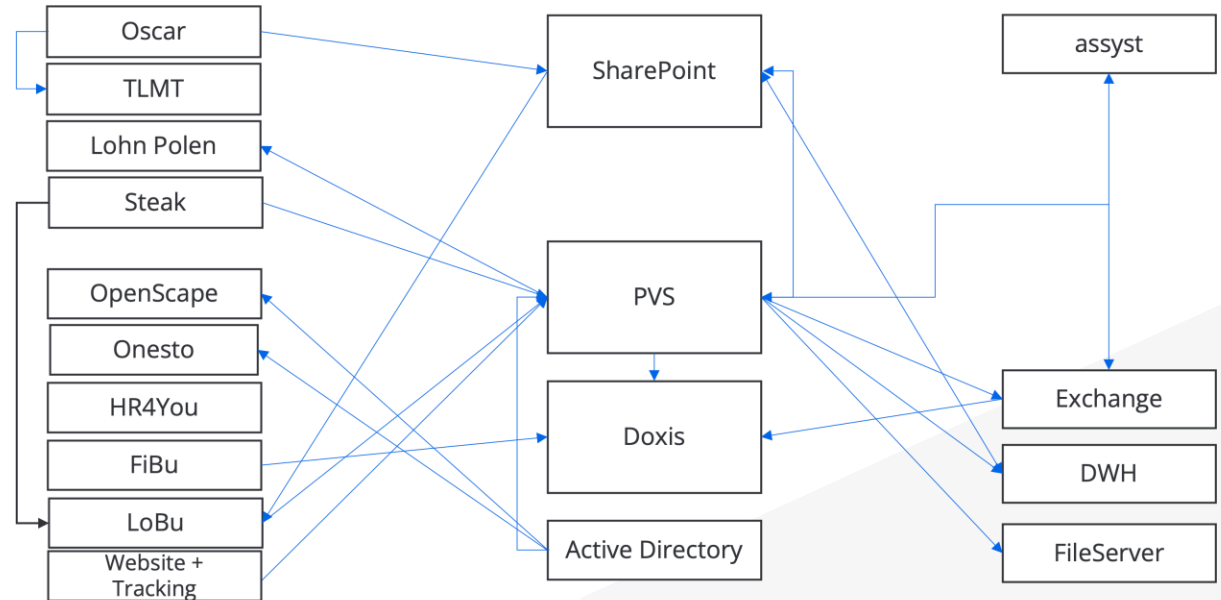 Oscar
TLMT
Lohn Polen
Steak
OpenScape
Onesto
HR4You
FiBu
LoBu
Website +
Tracking
SharePoint
PVS
Doxis
Active Directory
assyst
Exchange
DWH
FileServer